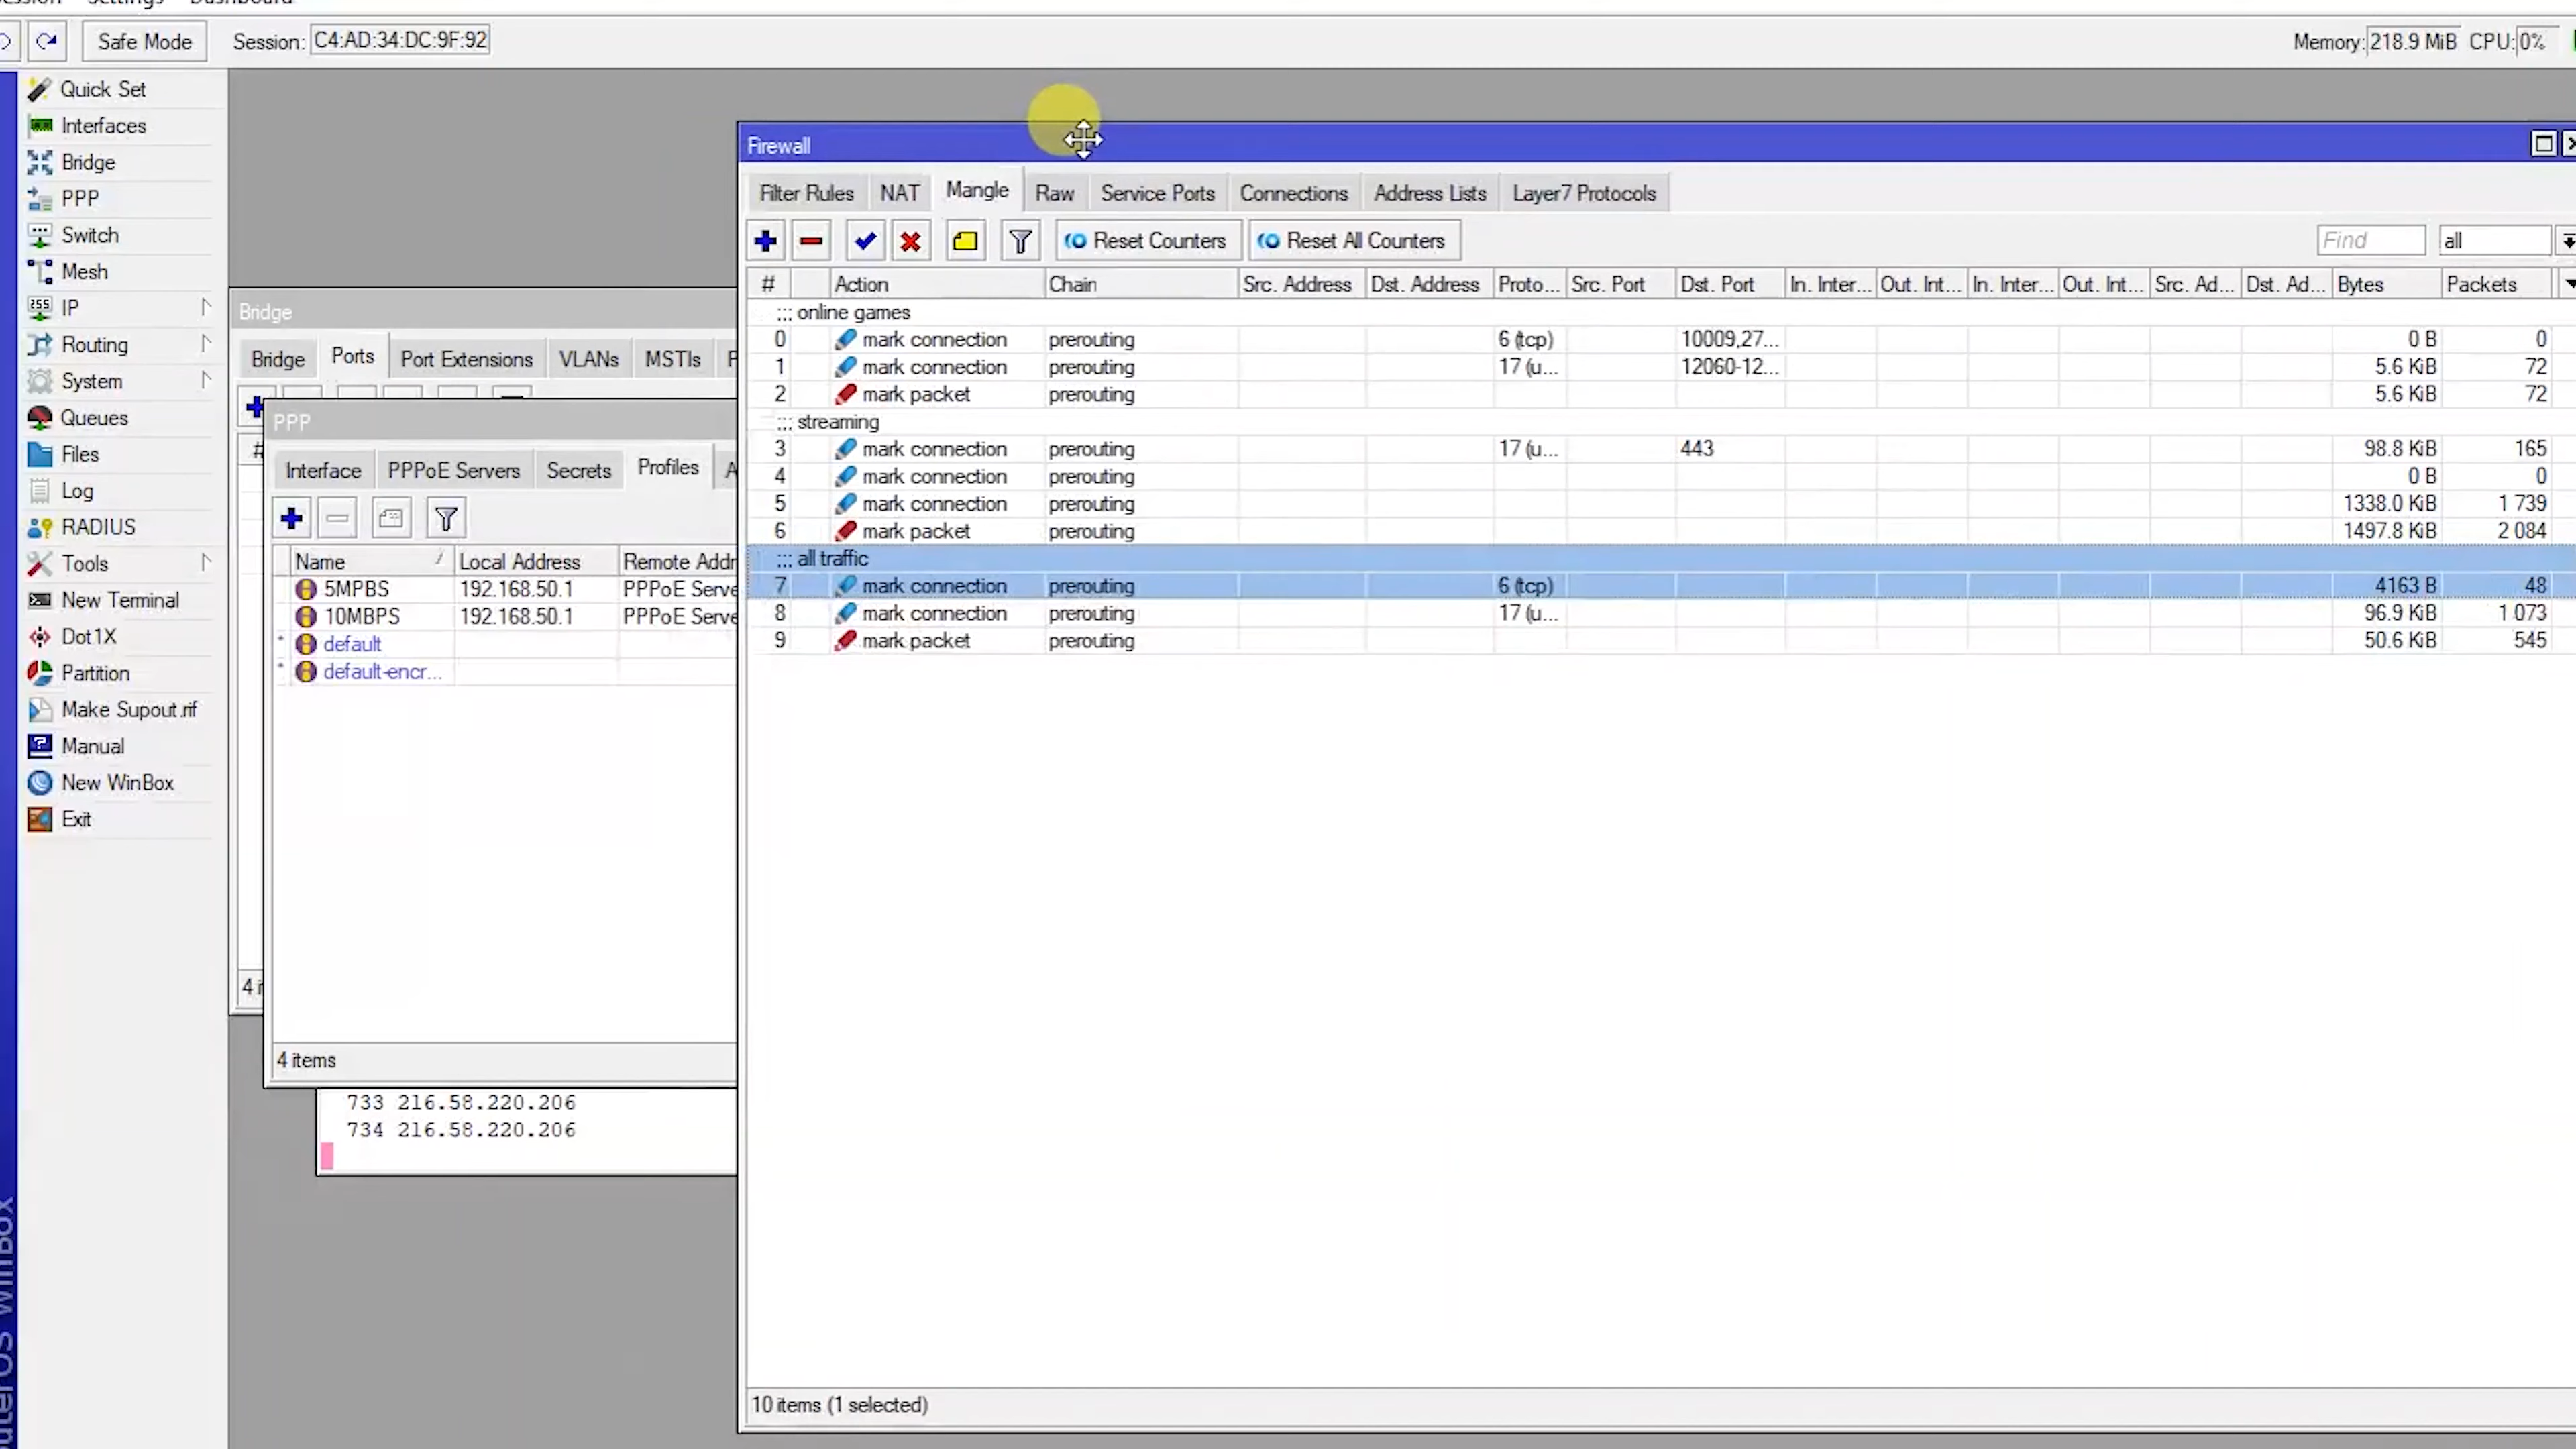 Settings Dashboard
Safe Mode Session: C4:AD:34:DC:9F:92 Memory: 218.9 MiB CPU: 0%
Quick Set
Interfaces
Bridge
PPP
Switch
Mesh
IP
Routing
System
Queues
Files
Log
RADIUS
Tools
New Terminal
Dot1X
Partition
Make Supout.rif
Manual
New WinBox
Exit
Bridge
Bridge Ports Port Extensions VLANs MSTIs
#
PPP
Interface PPPoE Servers Secrets Profiles
Name Local Address Remote Addr
5MPBS 192.168.50.1 PPPoE Serve
10MBPS 192.168.50.1 PPPoE Serve
* default
* default-encr...
4 items
733 216.58.220.206
734 216.58.220.206
Firewall
Filter Rules NAT Mangle Raw Service Ports Connections Address Lists Layer7 Protocols
Reset Counters Reset All Counters Find all
# Action Chain Src. Address Dst. Address Proto... Src. Port Dst. Port In. Inter... Out. Int... In. Inter... Out. Int... Src. Ad... Dst. Ad... Bytes Packets
::: online games
0 mark connection prerouting 6 (tcp) 10009,27... 0 B 0
1 mark connection prerouting 17 (u... 12060-12... 5.6 KiB 72
2 mark packet prerouting 5.6 KiB 72
::: streaming
3 mark connection prerouting 17 (u... 443 98.8 KiB 165
4 mark connection prerouting 0 B 0
5 mark connection prerouting 1338.0 KiB 1 739
6 mark packet prerouting 1497.8 KiB 2 084
::: all traffic
7 mark connection prerouting 6 (tcp) 4163 B 48
8 mark connection prerouting 17 (u... 96.9 KiB 1 073
9 mark packet prerouting 50.6 KiB 545
10 items (1 selected)
RouterOS WinBox